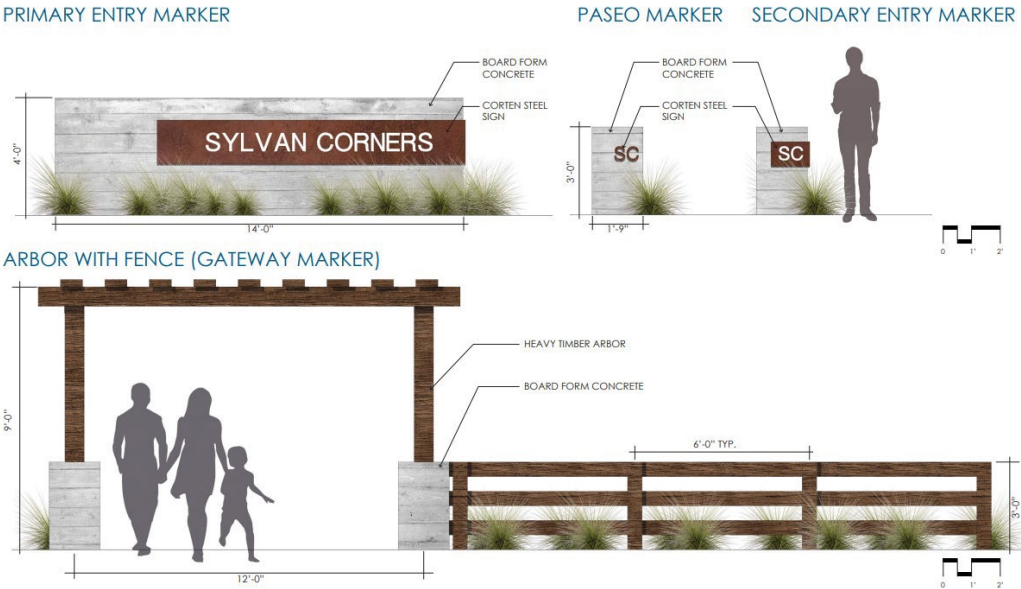 PRIMARY ENTRY MARKER
PASEO MARKER
SECONDARY ENTRY MARKER
BOARD FORM
CONCRETE
CORTEN STEEL
SIGN
SYLVAN CORNERS
4'-0"
14'-0"
BOARD FORM
CONCRETE
CORTEN STEEL
SIGN
SC
SC
3'-0"
1'-9"
0 1' 2'
ARBOR WITH FENCE (GATEWAY MARKER)
HEAVY TIMBER ARBOR
BOARD FORM CONCRETE
9'-0"
6'-0" TYP.
3'-0"
12'-0"
0 1' 2'